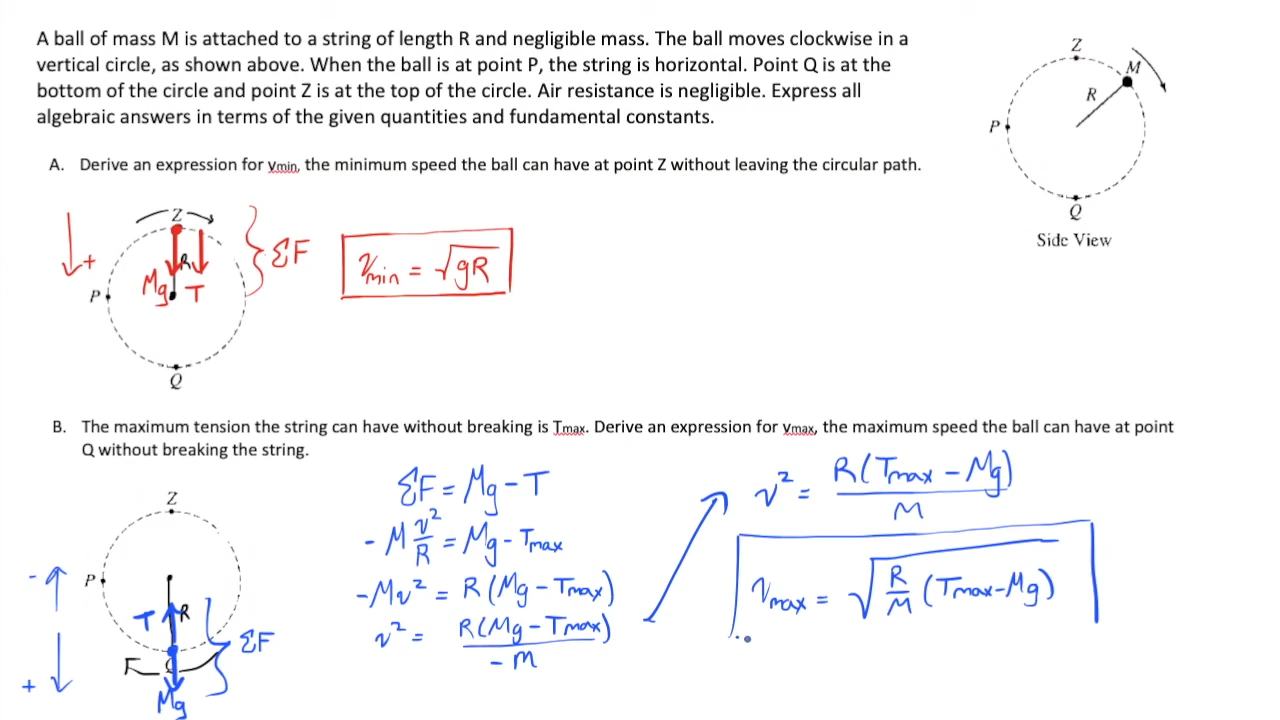 A ball of mass M is attached to a string of length R and negligible mass. The ball moves clockwise in a
vertical circle, as shown above. When the ball is at point P, the string is horizontal. Point Q is at the
bottom of the circle and point Z is at the top of the circle. Air resistance is negligible. Express all
algebraic answers in terms of the given quantities and fundamental constants.
Z
M
R
P
Q
Side View
A. Derive an expression for vmin, the minimum speed the ball can have at point Z without leaving the circular path.
Z
+
R
Mg T
P
Q
ΣF
v_min = √gR
B. The maximum tension the string can have without breaking is Tmax. Derive an expression for vmax, the maximum speed the ball can have at point
Q without breaking the string.
Z
P
-
R
T
ΣF
+
Mg
ΣF = Mg - T
- M v²/R = Mg - Tmax
- Mv² = R(Mg - Tmax)
v² = R(Mg - Tmax) / -M
v² = R(Tmax - Mg) / M
v_max = √(R/M (Tmax - Mg))